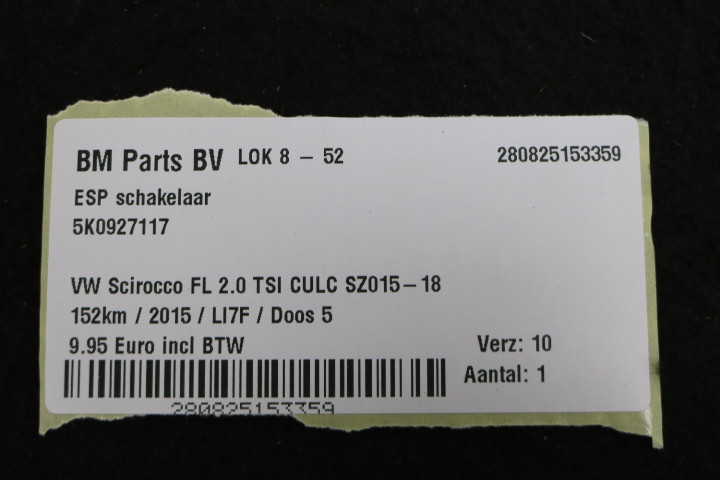 BM Parts BV LOK 8 - 52 280825153359
ESP schakelaar
5K0927117
VW Scirocco FL 2.0 TSI CULC SZ015-18
152km / 2015 / LI7F / Doos 5
9.95 Euro incl BTW Verz: 10
Aantal: 1
280825153359